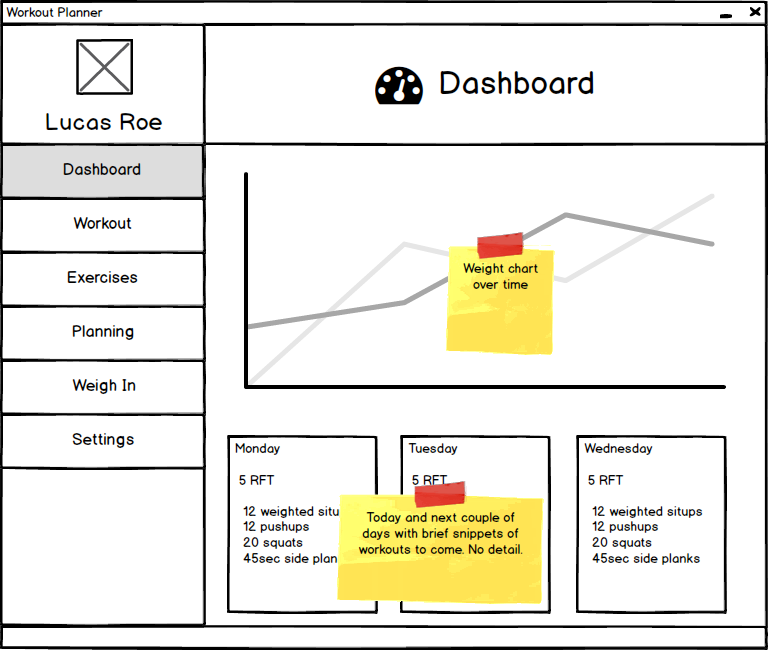 Workout Planner
Lucas Roe
Dashboard
Dashboard
Workout
Exercises
Planning
Weigh In
Settings
Weight chart
over time
Monday
5 RFT
12 weighted situ
12 pushups
20 squats
45sec side plan
Tuesday
5 RFT
Today and next couple of
days with brief snippets of
workouts to come. No detail.
Wednesday
5 RFT
12 weighted situps
12 pushups
20 squats
45sec side planks